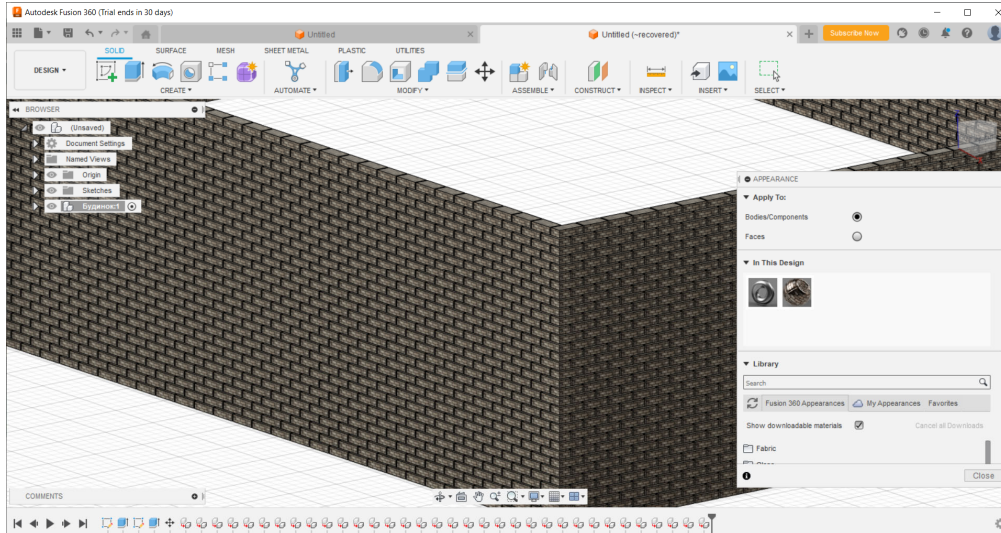 Autodesk Fusion 360 (Trial ends in 30 days)
Untitled
Untitled (~recovered)*
Subscribe Now
SOLID SURFACE MESH SHEET METAL PLASTIC UTILITIES
DESIGN
CREATE AUTOMATE MODIFY ASSEMBLE CONSTRUCT INSPECT INSERT SELECT
BROWSER
(Unsaved)
Document Settings
Named Views
Origin
Sketches
Будинок:1
APPEARANCE
Apply To:
Bodies/Components
Faces
In This Design
Library
Search
Fusion 360 Appearances My Appearances Favorites
Show downloadable materials Cancel all Downloads
Fabric
Close
COMMENTS